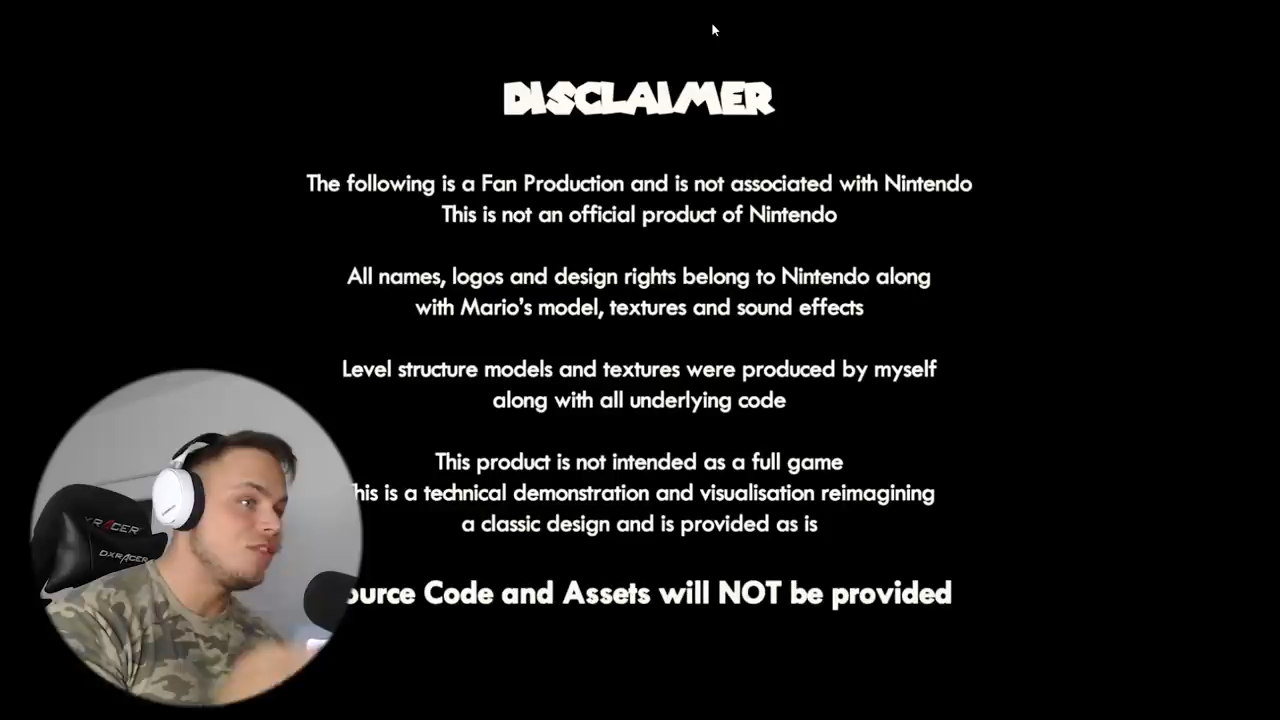 DISCLAIMER
The following is a Fan Production and is not associated with Nintendo
This is not an official product of Nintendo
All names, logos and design rights belong to Nintendo along
with Mario's model, textures and sound effects
Level structure models and textures were produced by myself
along with all underlying code
This product is not intended as a full game
his is a technical demonstration and visualisation reimagining
a classic design and is provided as is
ource Code and Assets will NOT be provided
XRACER
DXRACER